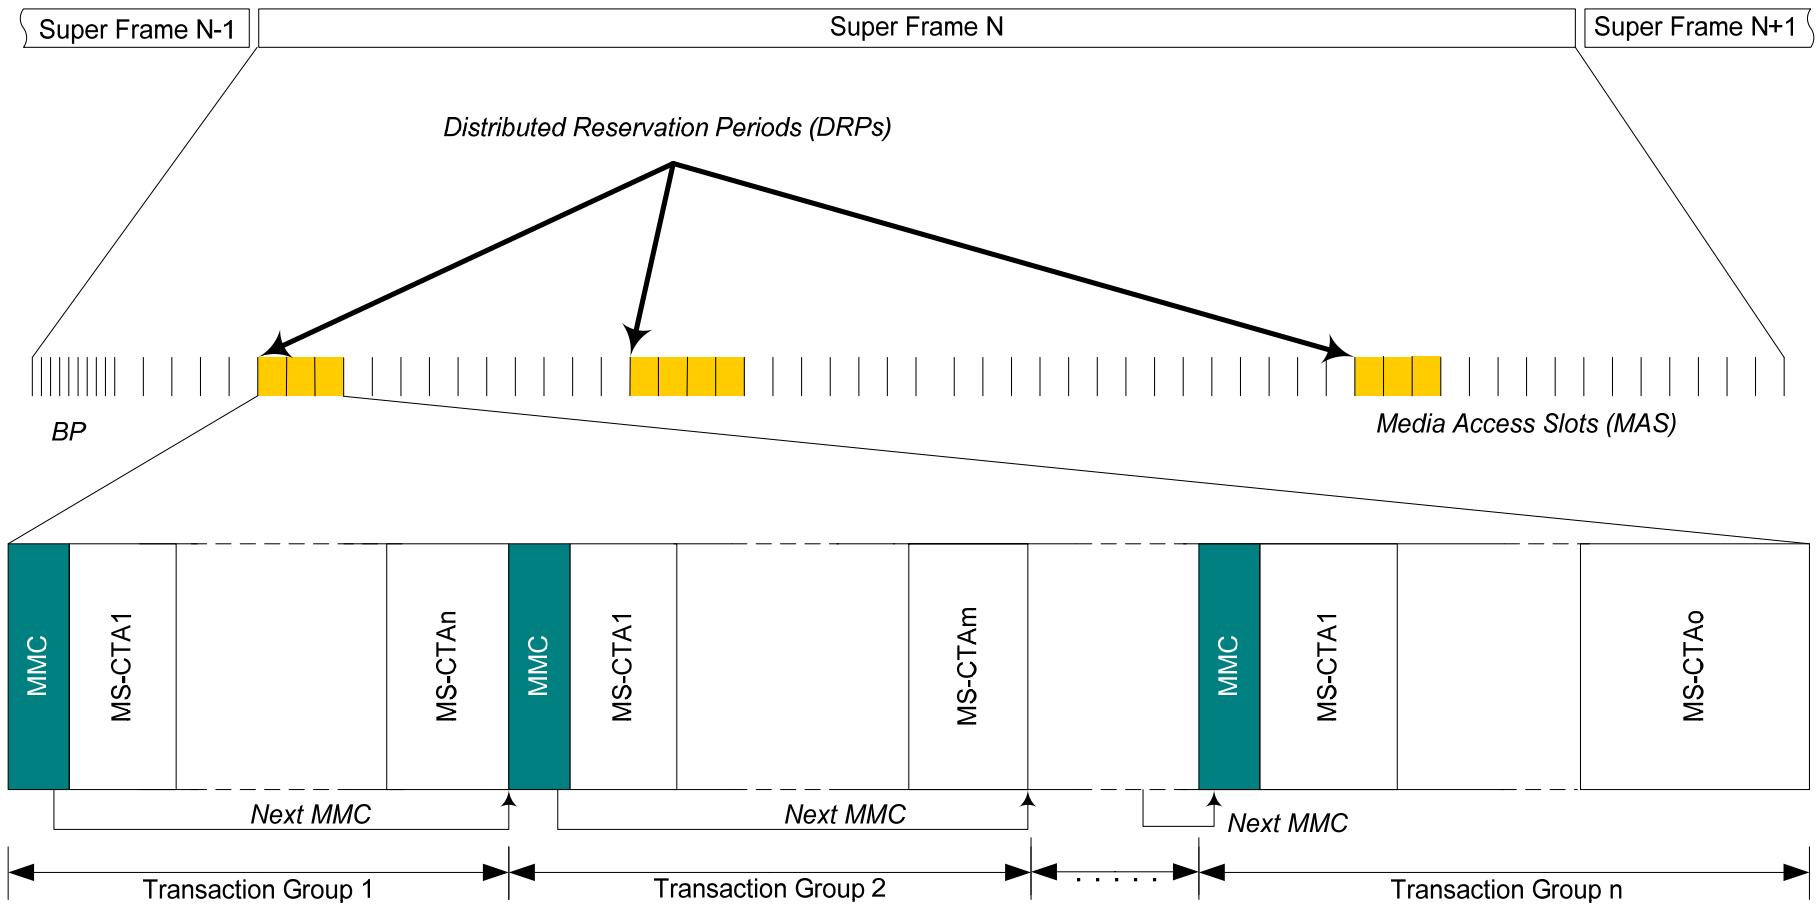 Super Frame N-1
Super Frame N
Super Frame N+1
Distributed Reservation Periods (DRPs)
BP
Media Access Slots (MAS)
MMC
MS-CTA1
MS-CTAn
MMC
MS-CTA1
MS-CTAm
MMC
MS-CTA1
MS-CTAo
Next MMC
Next MMC
Next MMC
Transaction Group 1
Transaction Group 2
. . . . .
Transaction Group n